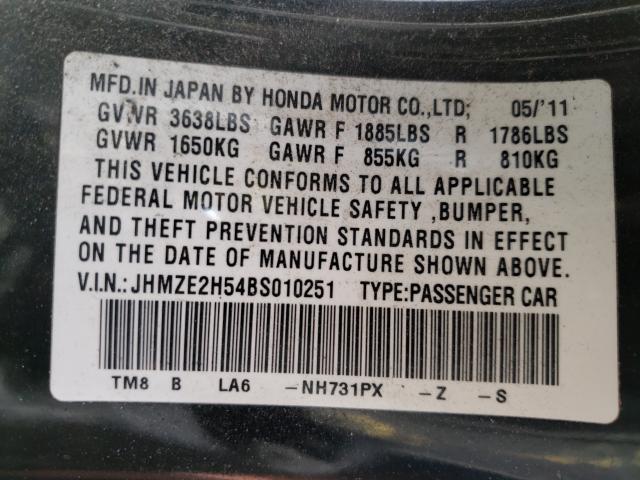 MFD.IN JAPAN BY HONDA MOTOR CO.,LTD; 05/'11
GVWR 3638LBS GAWR F 1885LBS R 1786LBS
GVWR 1650KG GAWR F 855KG R 810KG
THIS VEHICLE CONFORMS TO ALL APPLICABLE
FEDERAL MOTOR VEHICLE SAFETY ,BUMPER,
AND THEFT PREVENTION STANDARDS IN EFFECT
ON THE DATE OF MANUFACTURE SHOWN ABOVE.
V.I.N.:JHMZE2H54BS010251 TYPE:PASSENGER CAR
TM8 B LA6 -NH731PX -Z -S